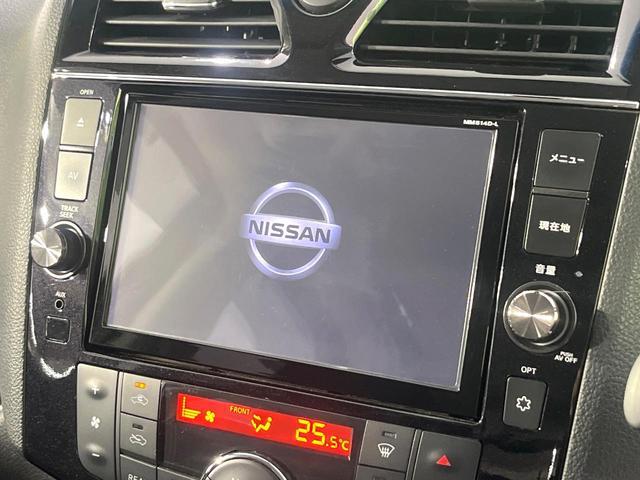 OPEN
MM514D-L
AV
メニュー
TRACK
SEEK
現在地
NISSAN
音量
AUX
PUSH
AV OFF
OPT
FRONT
25.5℃